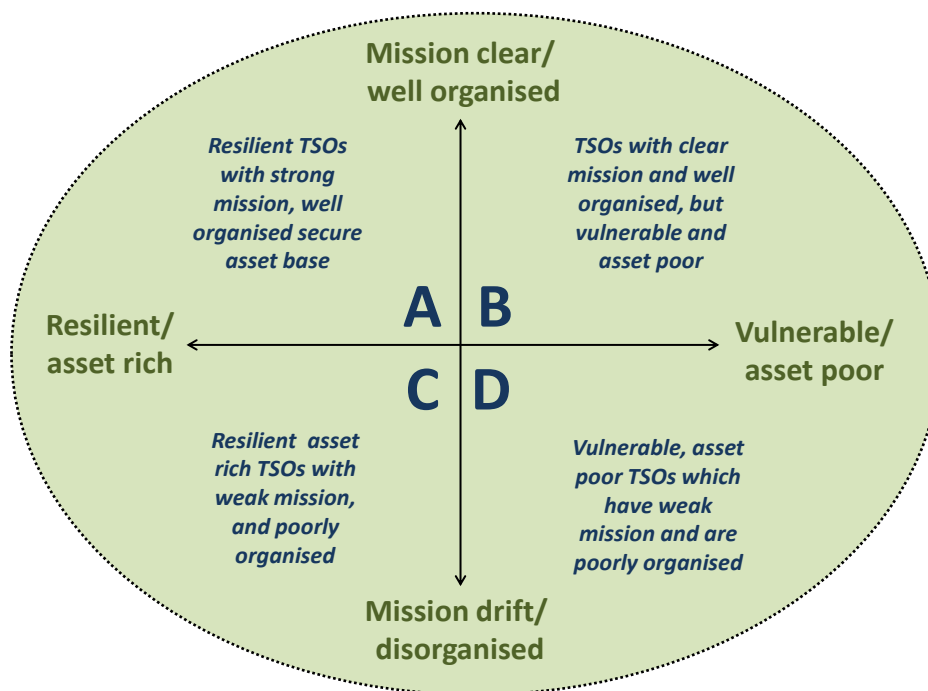 Mission clear/
well organised
Resilient TSOs
with strong
mission, well
organised secure
asset base
TSOs with clear
mission and well
organised, but
vulnerable and
asset poor
A B
Resilient/
asset rich
Vulnerable/
asset poor
C D
Resilient asset
rich TSOs with
weak mission,
and poorly
organised
Vulnerable, asset
poor TSOs which
have weak
mission and are
poorly organised
Mission drift/
disorganised